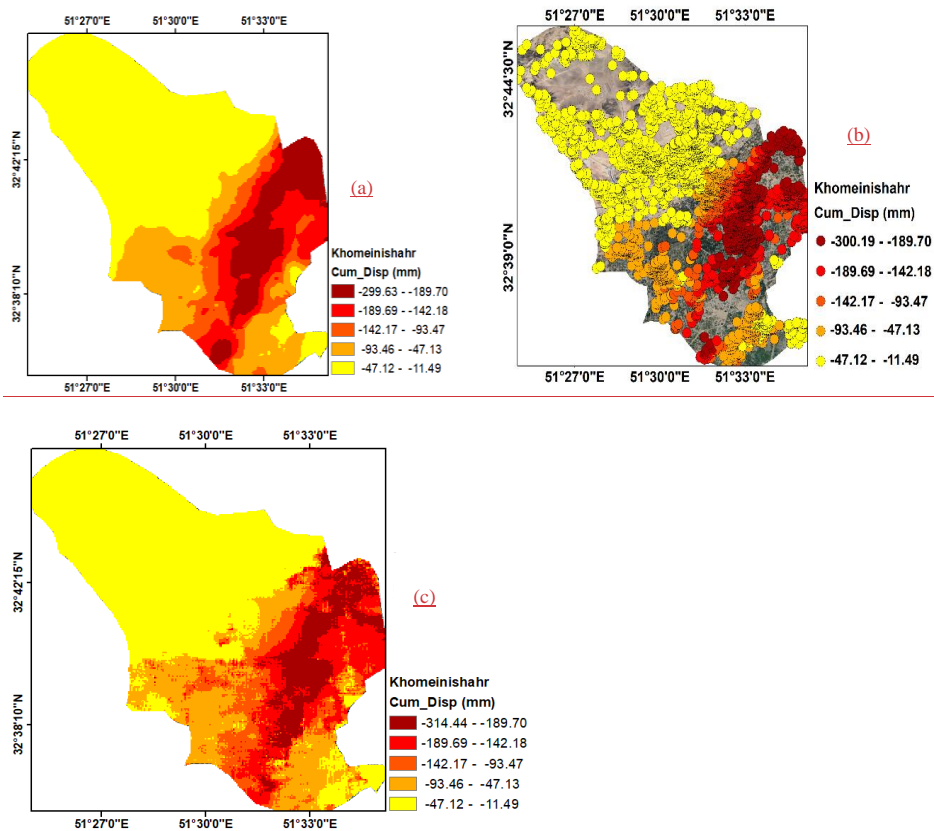 51°27'0"E 51°30'0"E 51°33'0"E
32°42'15"N
32°38'10"N
(a)
Khomeinishahr
Cum_Disp (mm)
-299.63 - -189.70
-189.69 - -142.18
-142.17 - -93.47
-93.46 - -47.13
-47.12 - -11.49
51°27'0"E 51°30'0"E 51°33'0"E
51°27'0"E 51°30'0"E 51°33'0"E
32°44'30"N
32°39'0"N
(b)
Khomeinishahr
Cum_Disp (mm)
-300.19 - -189.70
-189.69 - -142.18
-142.17 - -93.47
-93.46 - -47.13
-47.12 - -11.49
51°27'0"E 51°30'0"E 51°33'0"E
51°27'0"E 51°30'0"E 51°33'0"E
32°42'15"N
32°38'10"N
(c)
Khomeinishahr
Cum_Disp (mm)
-314.44 - -189.70
-189.69 - -142.18
-142.17 - -93.47
-93.46 - -47.13
-47.12 - -11.49
51°27'0"E 51°30'0"E 51°33'0"E